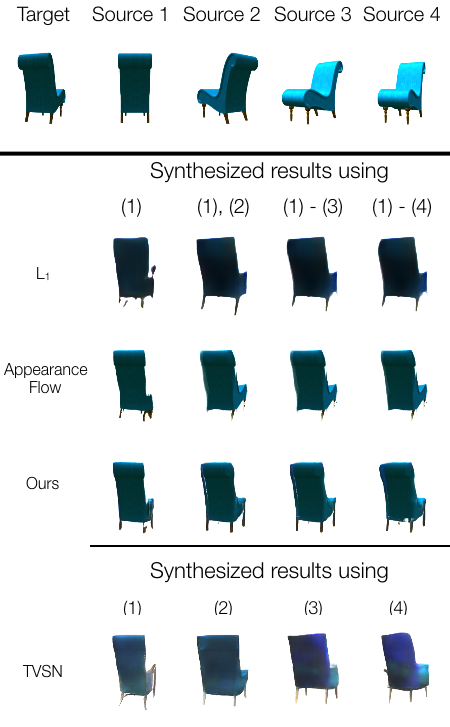 Target Source 1 Source 2 Source 3 Source 4
Synthesized results using
(1) (1), (2) (1) - (3) (1) - (4)
L₁
Appearance
Flow
Ours
Synthesized results using
(1) (2) (3) (4)
TVSN